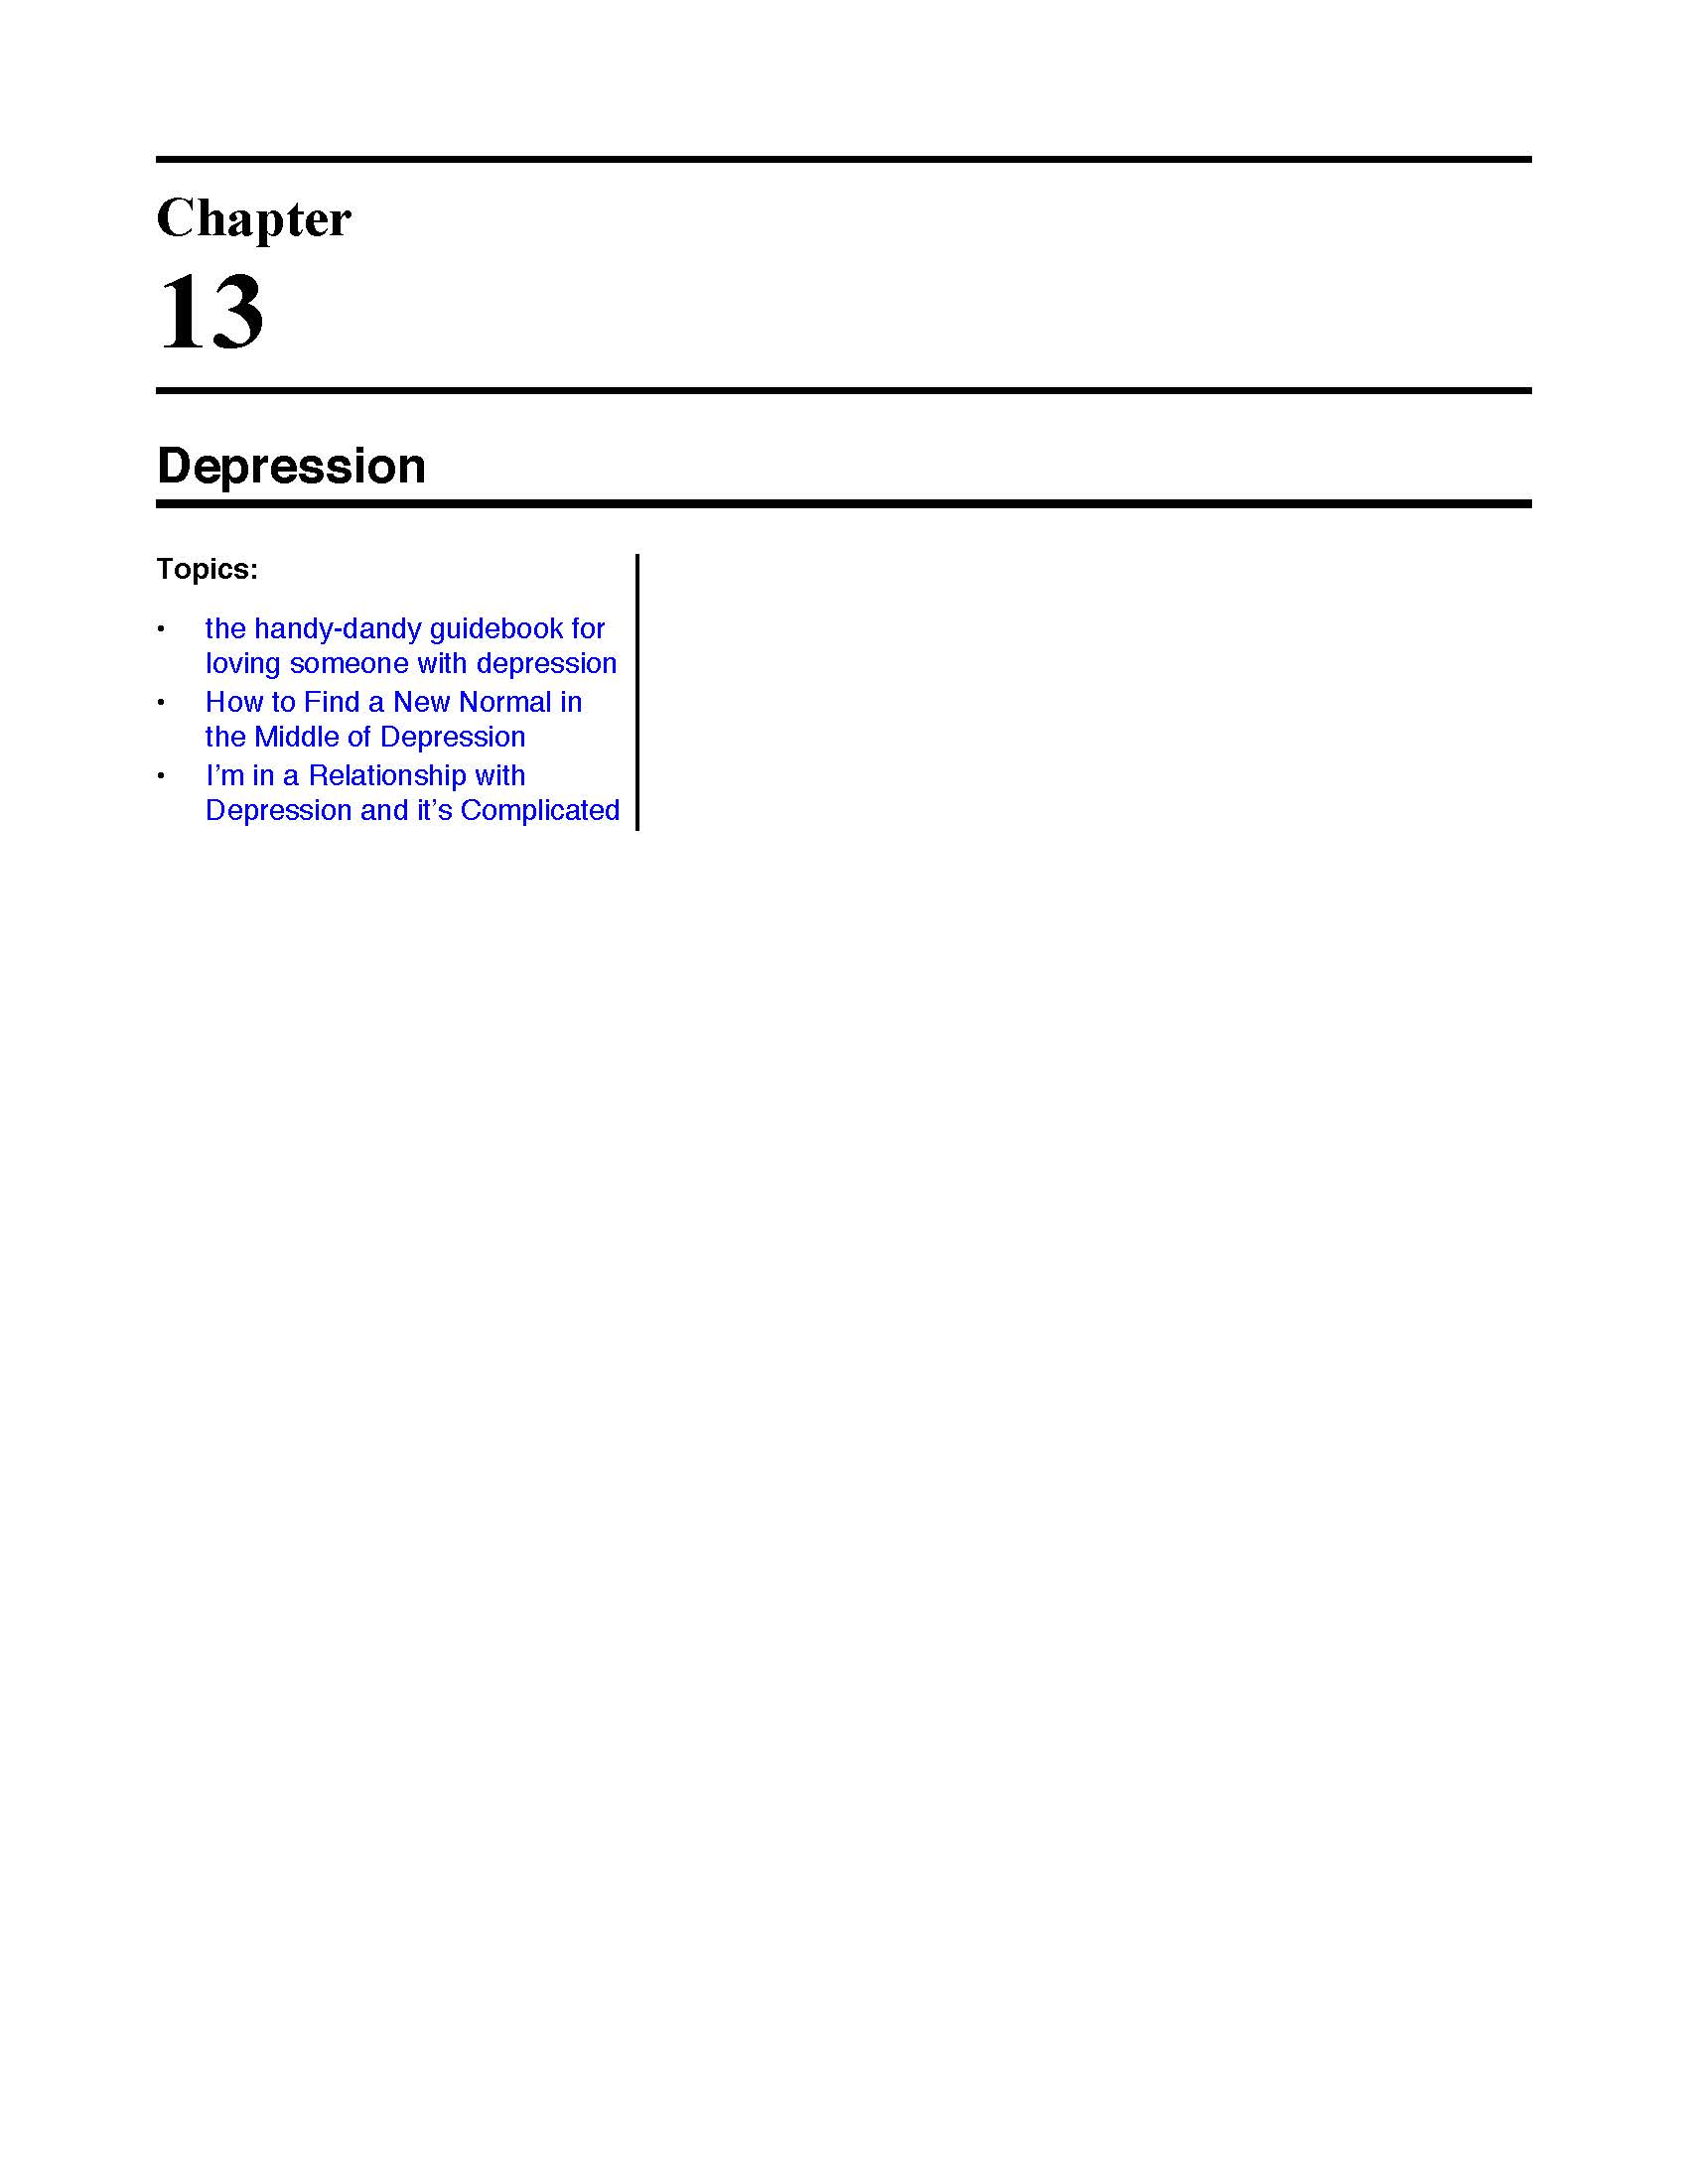 Chapter
13
Depression
Topics:
• the handy-dandy guidebook for
loving someone with depression
• How to Find a New Normal in
the Middle of Depression
• I’m in a Relationship with
Depression and it’s Complicated